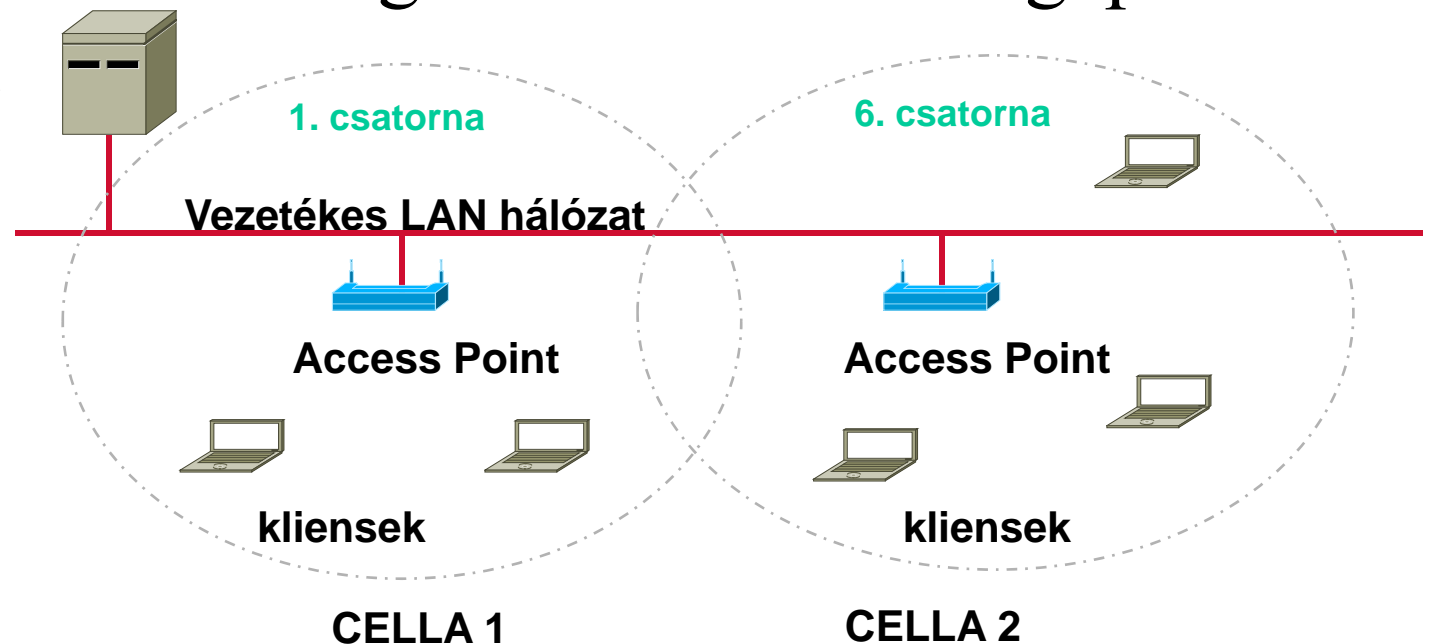 1. csatorna
6. csatorna
Vezetékes LAN hálózat
Access Point
Access Point
kliensek
kliensek
CELLA 1
CELLA 2